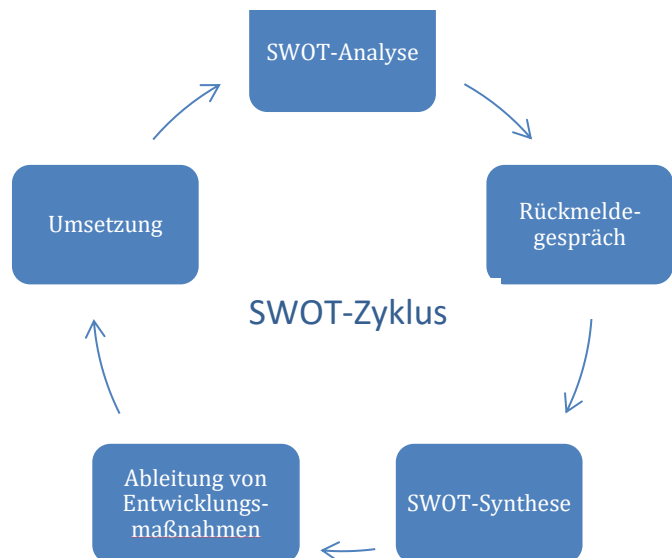 SWOT-Analyse
Rückmelde-
gespräch
SWOT-Synthese
Ableitung von
Entwicklungs-
maßnahmen
Umsetzung
SWOT-Zyklus